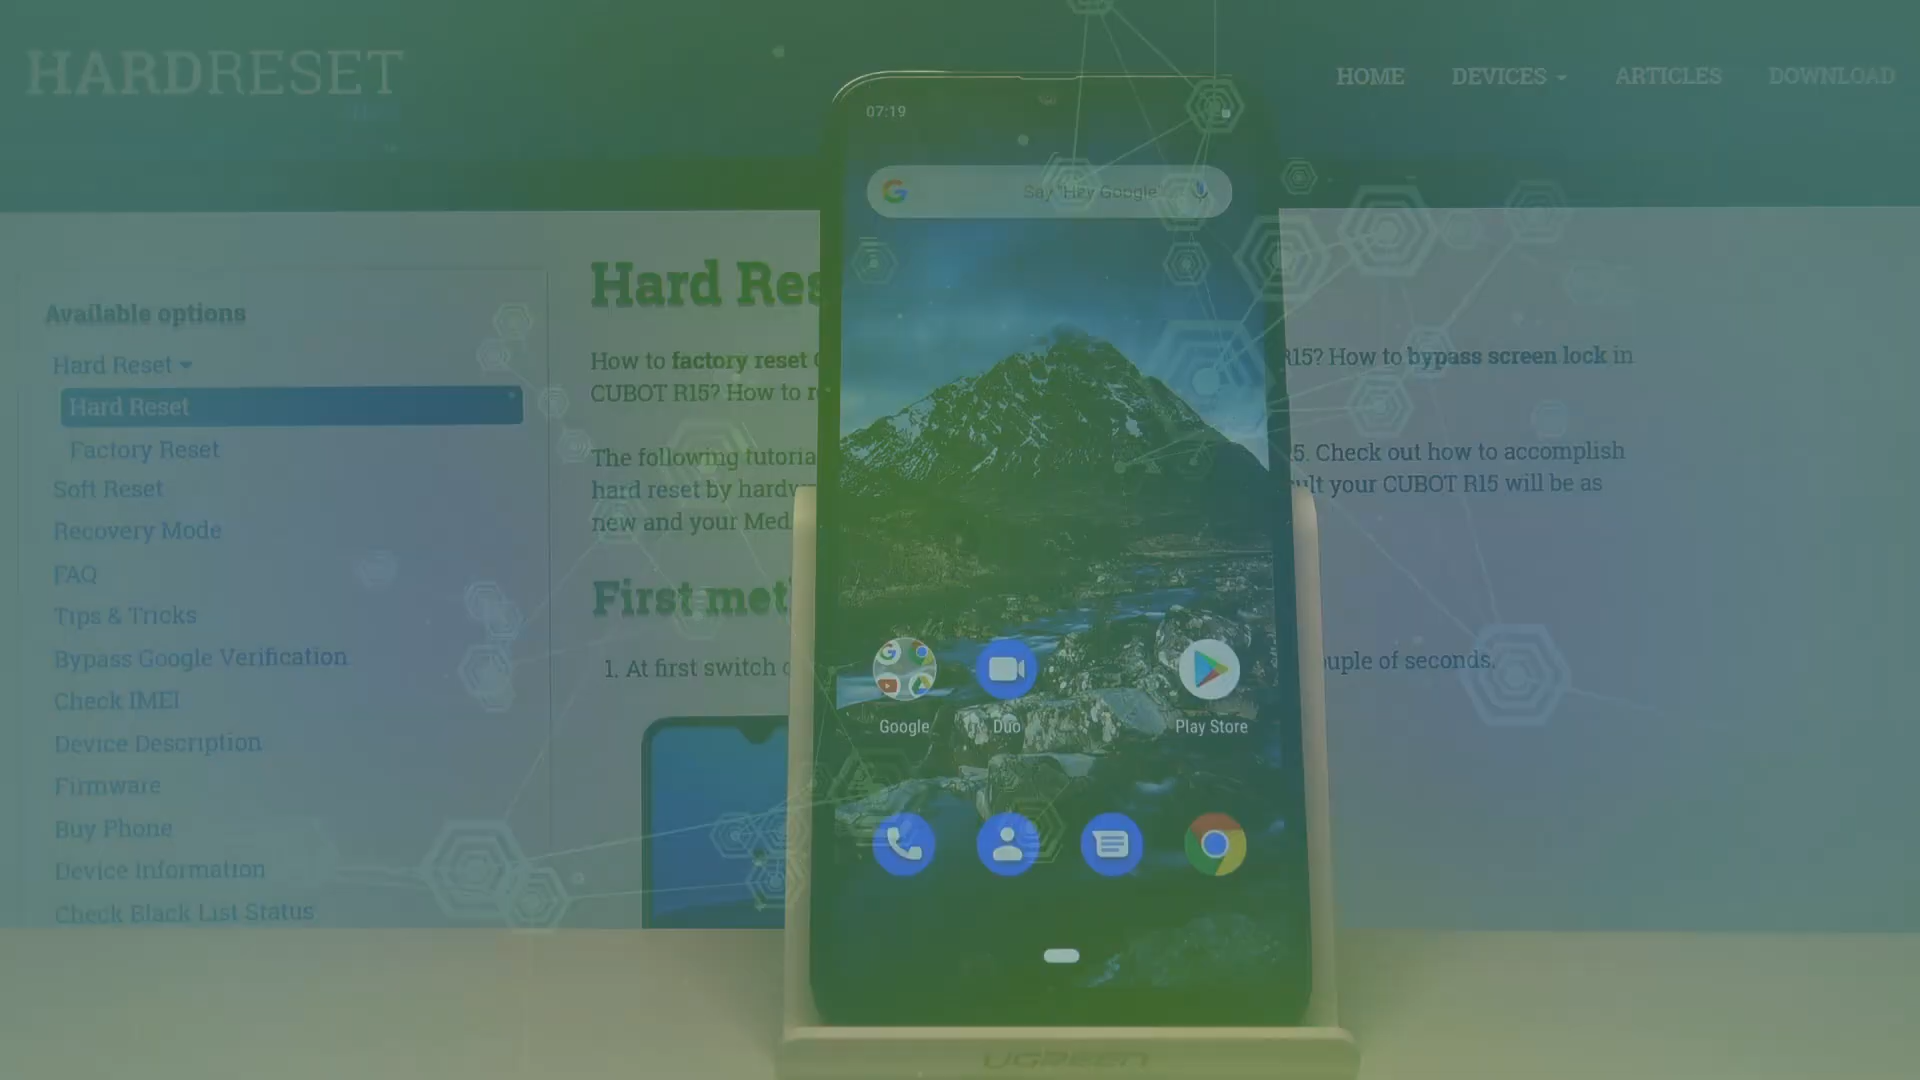 HARDRESET
HOME DEVICES ARTICLES DOWNLOAD
07:19
Say "Hey Google"
Available options
Hard Reset
Hard Reset
Factory Reset
Soft Reset
Recovery Mode
FAQ
Tips & Tricks
Bypass Google Verification
Check IMEI
Device Description
Firmware
Buy Phone
Device Information
Check Black List Status
Hard Res
How to factory reset
R15? How to bypass screen lock in
CUBOT R15? How to
The following tutoria
5. Check out how to accomplish
hard reset by hardw
ult your CUBOT R15 will be as
new and your Med
First met
1. At first switch
ouple of seconds.
Google
Duo
Play Store
UGREEN